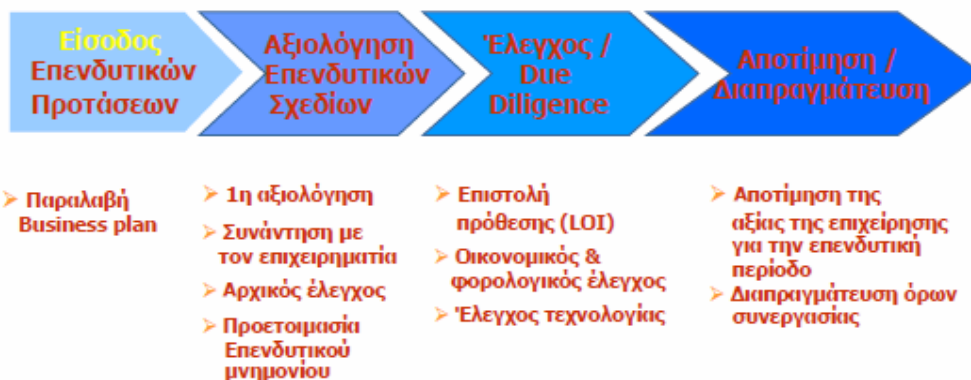 Είσοδος
Επενδυτικών
Προτάσεων
Αξιολόγηση
Επενδυτικών
Σχεδίων
Έλεγχος /
Due
Diligence
Αποτίμηση /
Διαπραγμάτευση
➤ Παραλαβή
Business plan
➤ 1η αξιολόγηση
➤ Συνάντηση με
τον επιχειρηματία
➤ Αρχικός έλεγχος
➤ Προετοιμασία
Επενδυτικού
μνημονίου
➤ Επιστολή
πρόθεσης (LOI)
➤ Οικονομικός &
φορολογικός έλεγχος
➤ Έλεγχος τεχνολογίας
➤ Αποτίμηση της
αξίας της επιχείρησης
για την επενδυτική
περίοδο
➤ Διαπραγμάτευση όρων
συνεργασίας